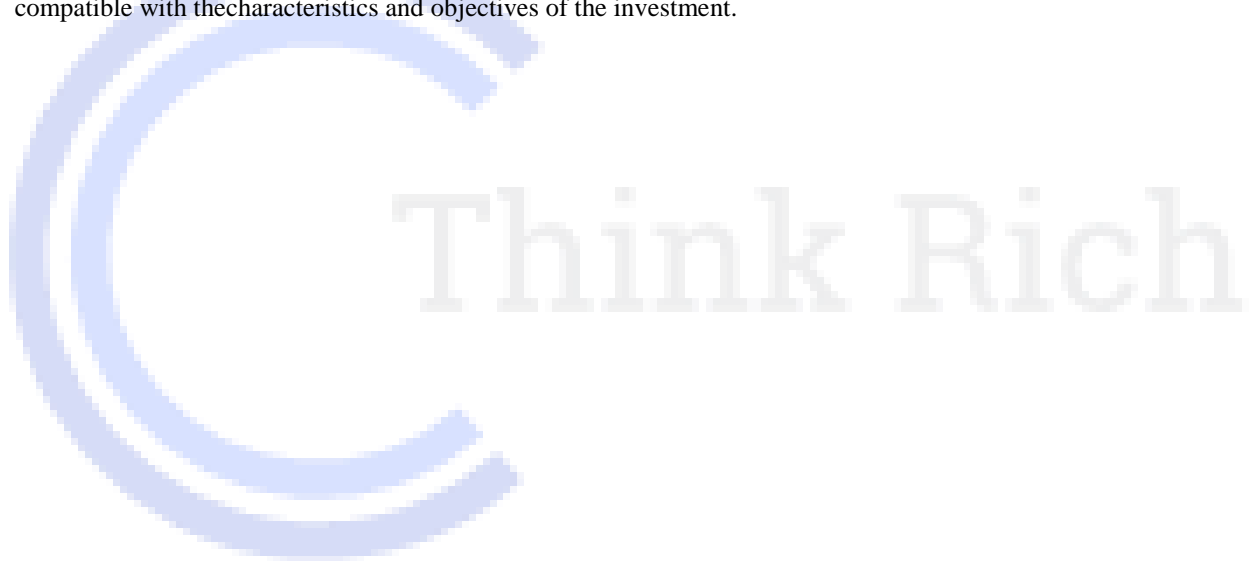 compatible with thecharacteristics and objectives of the investment.
Think Rich